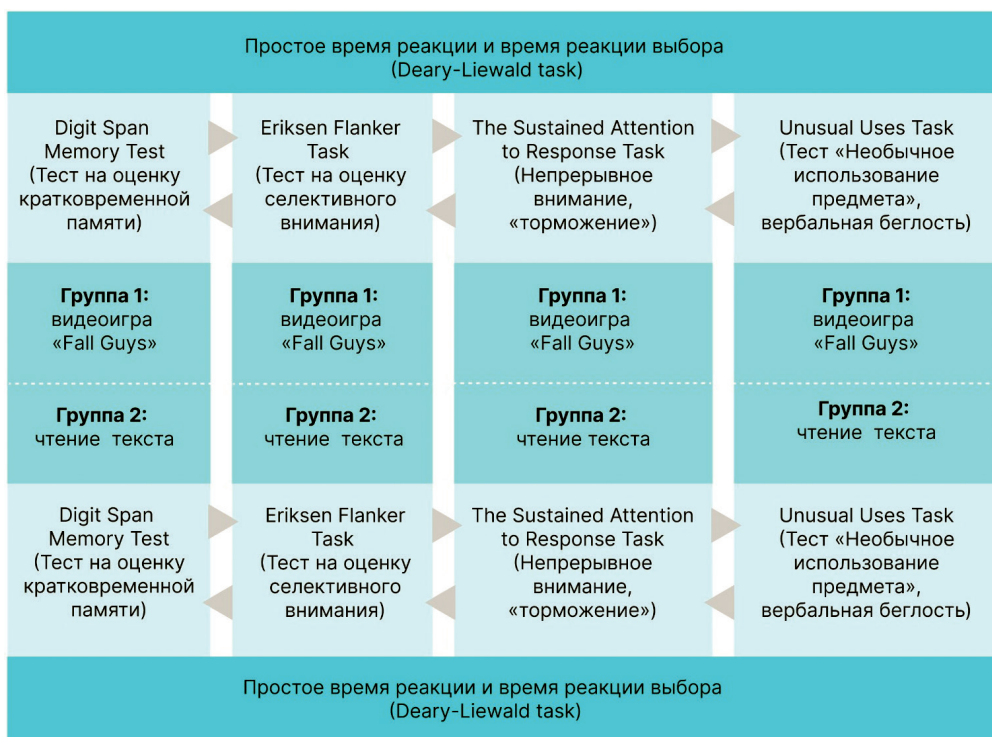 Простое время реакции и время реакции выбора
(Deary-Liewald task)
Digit Span
Memory Test
(Тест на оценку
кратковременной
памяти)
Eriksen Flanker
Task
(Тест на оценку
селективного
внимания)
The Sustained Attention
to Response Task
(Непрерывное
внимание,
«торможение»)
Unusual Uses Task
(Тест «Необычное
использование
предмета»,
вербальная беглость)
Группа 1:
видеоигра
«Fall Guys»
Группа 1:
видеоигра
«Fall Guys»
Группа 1:
видеоигра
«Fall Guys»
Группа 1:
видеоигра
«Fall Guys»
Группа 2:
чтение текста
Группа 2:
чтение текста
Группа 2:
чтение текста
Группа 2:
чтение текста
Digit Span
Memory Test
(Тест на оценку
кратковременной
памяти)
Eriksen Flanker
Task
(Тест на оценку
селективного
внимания)
The Sustained Attention
to Response Task
(Непрерывное
внимание,
«торможение»)
Unusual Uses Task
(Тест «Необычное
использование
предмета»,
вербальная беглость)
Простое время реакции и время реакции выбора
(Deary-Liewald task)